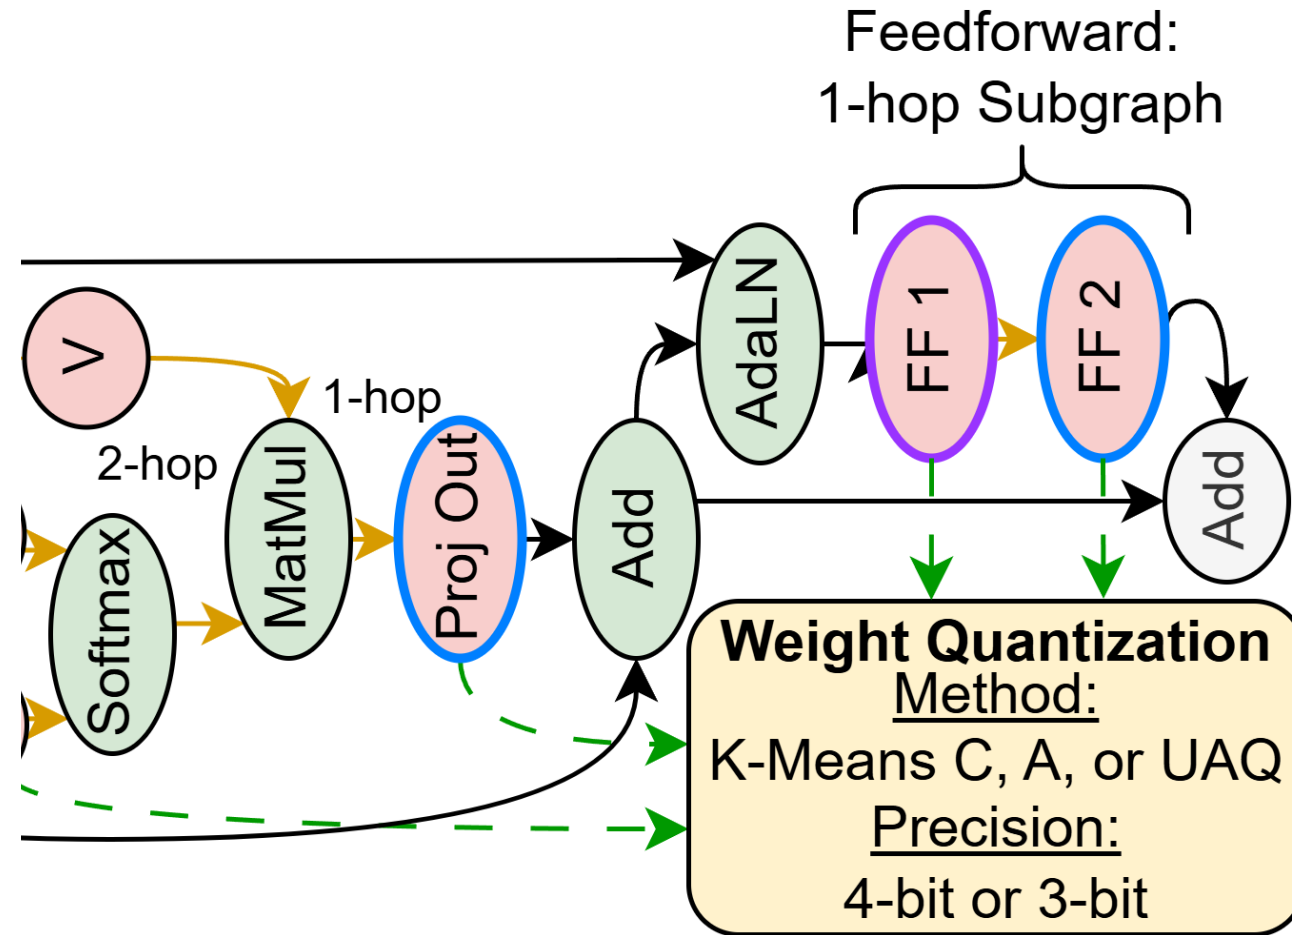 Feedforward:
1-hop Subgraph
V
1-hop
2-hop
Softmax
MatMul
Proj Out
Add
AdaLN
FF 1
FF 2
Add
Weight Quantization
Method:
K-Means C, A, or UAQ
Precision:
4-bit or 3-bit